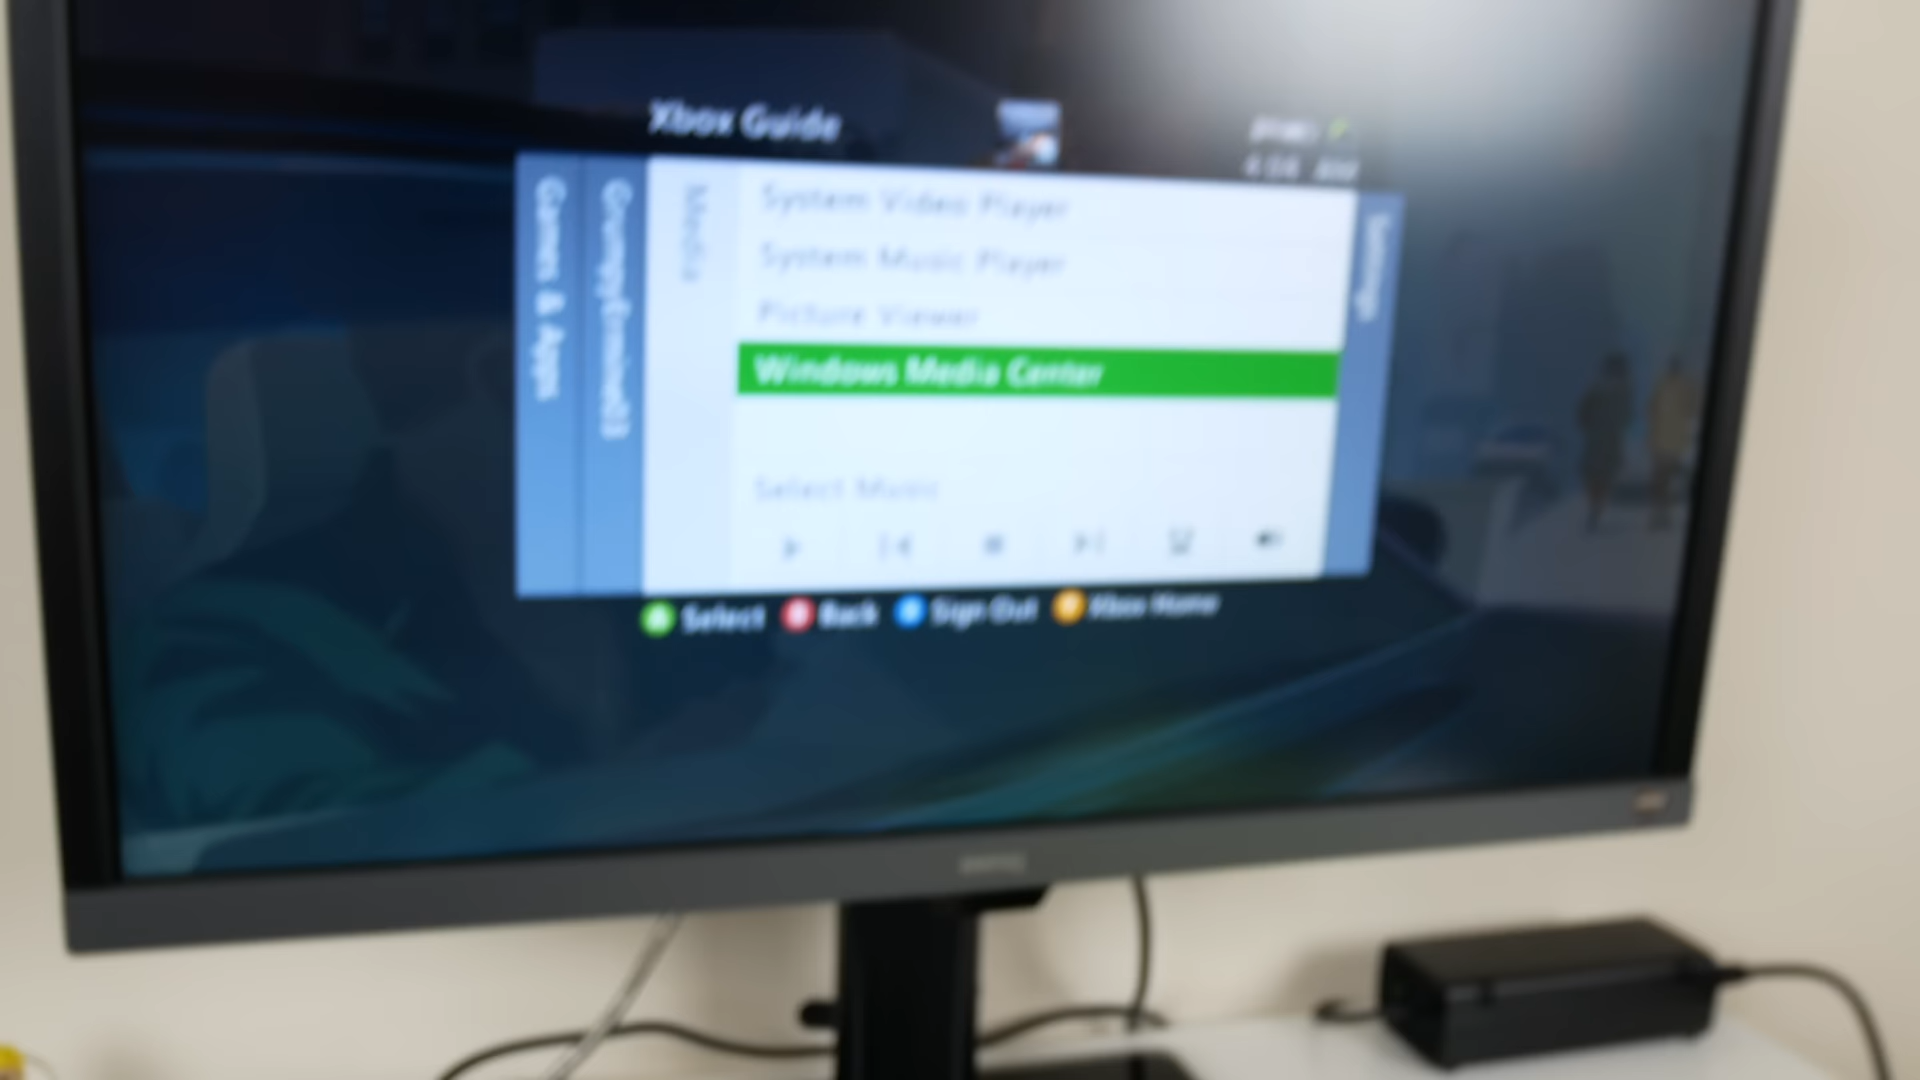 Xbox Guide
Games & Apps
Media
System Video Player
System Music Player
Picture Viewer
Windows Media Center
Select Music
Settings
Select
Back
Sign Out
Xbox Home
BENQ